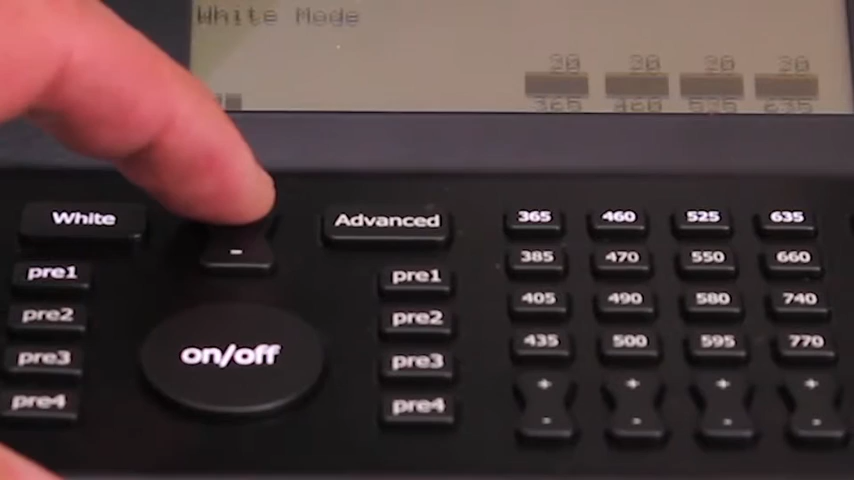 White Mode
30 30 30 30
365 460 525 635
White
Advanced
365 460 525 635
pre1
pre1
385 470 550 660
pre2
pre2
405 490 580 740
on/off
pre3
pre3
435 500 595 770
pre4
pre4
-
+ + + +
- - - -